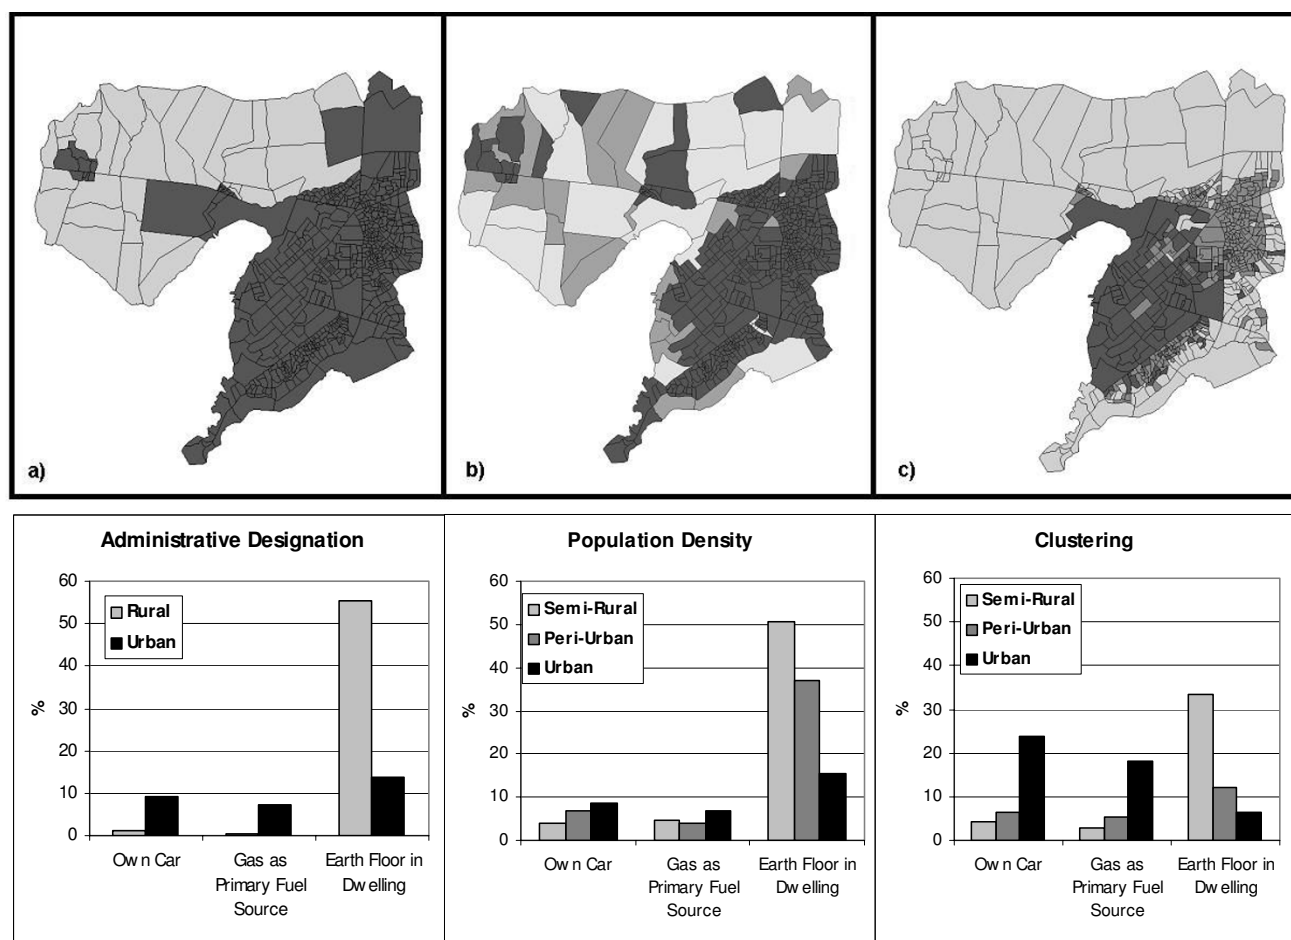 a)
b)
c)
Administrative Designation
60
50
40
30
20
10
0
%
Rural
Urban
Own Car
Gas as
Primary Fuel
Source
Earth Floor in
Dwelling
Population Density
60
50
40
30
20
10
0
%
Semi-Rural
Peri-Urban
Urban
Own Car
Gas as
Primary Fuel
Source
Earth Floor in
Dwelling
Clustering
60
50
40
30
20
10
0
%
Semi-Rural
Peri-Urban
Urban
Own Car
Gas as
Primary Fuel
Source
Earth Floor in
Dwelling